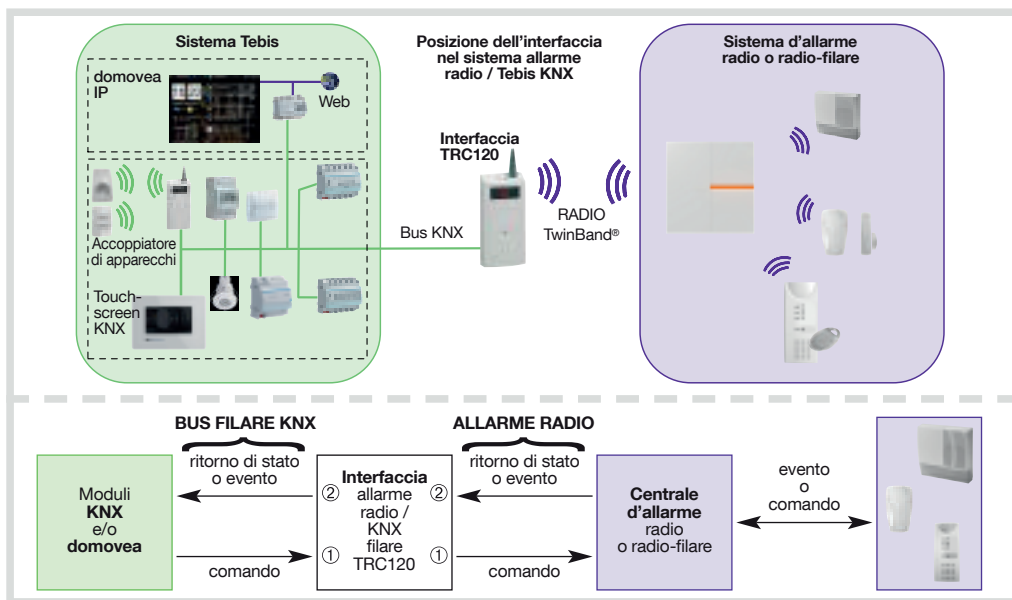 Sistema Tebis
domovea
IP
Web
Accoppiatore
di apparecchi
Touch-
screen
KNX
Posizione dell'interfaccia
nel sistema allarme
radio / Tebis KNX
Interfaccia
TRC120
Bus KNX
RADIO
TwinBand®
Sistema d'allarme
radio o radio-filare
BUS FILARE KNX
ALLARME RADIO
ritorno di stato
o evento
ritorno di stato
o evento
Moduli
KNX
e/o
domovea
comando
Interfaccia
allarme
radio /
KNX
filare
TRC120
②
②
①
①
comando
Centrale
d'allarme
radio
o radio-filare
evento
o
comando